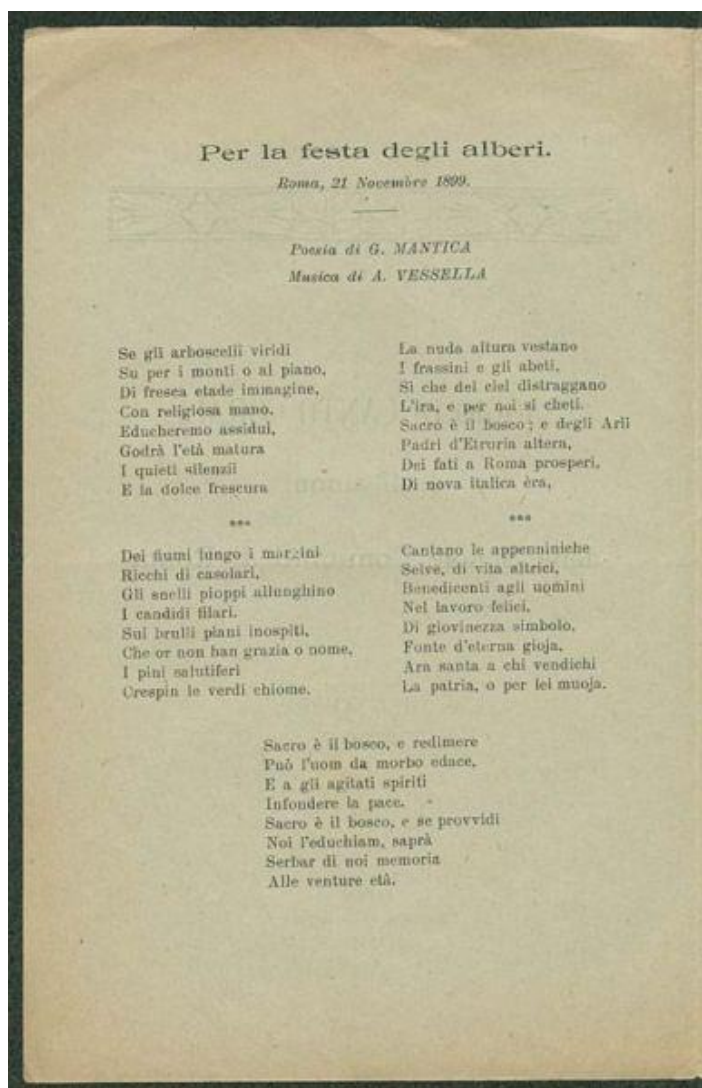 Per la festa degli alberi.
Roma, 21 Novembre 1899.
Poesia di G. MANTICA
Musica di A. VESSELLA
Se gli arboscelli viridi
Su per i monti o al piano,
Di fresca etade immagine,
Con religiosa mano,
Educheremo assidui,
Godrà l'età matura
I quieti silenzii
E la dolce frescura
***
Dei fiumi lungo i margini
Ricchi di casolari,
Gli snelli pioppi allunghino
I candidi filari.
Sui brulli piani inospiti,
Che or non han grazia o nome,
I pini salutiferi
Crespin le verdi chiome.
La nuda altura vestano
I frassini e gli abeti,
Sì che del ciel distraggano
L'ira, e per noi si cheti.
Sacro è il bosco; e degli Arli
Padri d'Etruria altera,
Dei fati a Roma prosperi,
Di nova italica èra,
***
Cantano le appenniniche
Selve, di vita altrici,
Benedicenti agli uomini
Nel lavoro felici.
Di giovinezza simbolo,
Fonte d'eterna gioja,
Ara santa a chi vendichi
La patria, o per lei muoja.
Sacro è il bosco, e redimere
Può l'uom da morbo edace,
E a gli agitati spiriti
Infondere la pace.
Sacro è il bosco, e se provvidi
Noi l'educhiam, saprà
Serbar di noi memoria
Alle venture età.